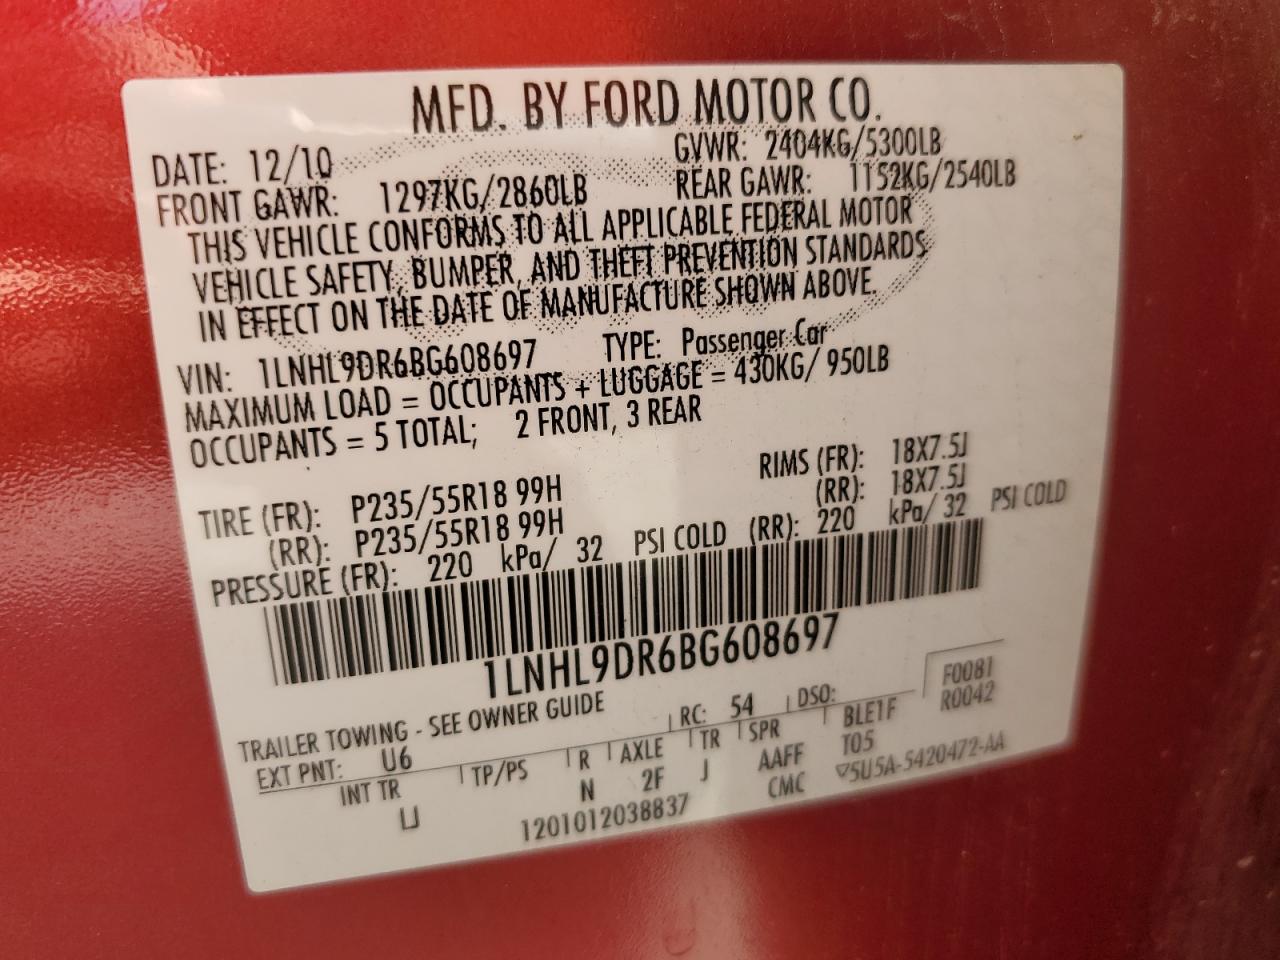 MFD. BY FORD MOTOR CO.
DATE: 12/10 GVWR: 2404KG/5300LB
FRONT GAWR: 1297KG/2860LB REAR GAWR: 1152KG/2540LB
THIS VEHICLE CONFORMS TO ALL APPLICABLE FEDERAL MOTOR
VEHICLE SAFETY, BUMPER, AND THEFT PREVENTION STANDARDS
IN EFFECT ON THE DATE OF MANUFACTURE SHOWN ABOVE.
VIN: 1LNHL9DR6BG608697 TYPE: Passenger Car
MAXIMUM LOAD = OCCUPANTS + LUGGAGE = 430KG/ 950LB
OCCUPANTS = 5 TOTAL; 2 FRONT, 3 REAR
TIRE (FR): P235/55R18 99H RIMS (FR): 18X7.5J
(RR): P235/55R18 99H (RR): 18X7.5J
PRESSURE (FR): 220 kPa/ 32 PSI COLD (RR): 220 kPa/ 32 PSI COLD
1LNHL9DR6BG608697
TRAILER TOWING - SEE OWNER GUIDE F0081
EXT PNT: U6 RC: 54 DSO: R0042
INT TR TP/PS R AXLE TR SPR BLE1F
IJ N 2F J AAFF T05
1201012038837 CMC 5U5A-5420472-AA